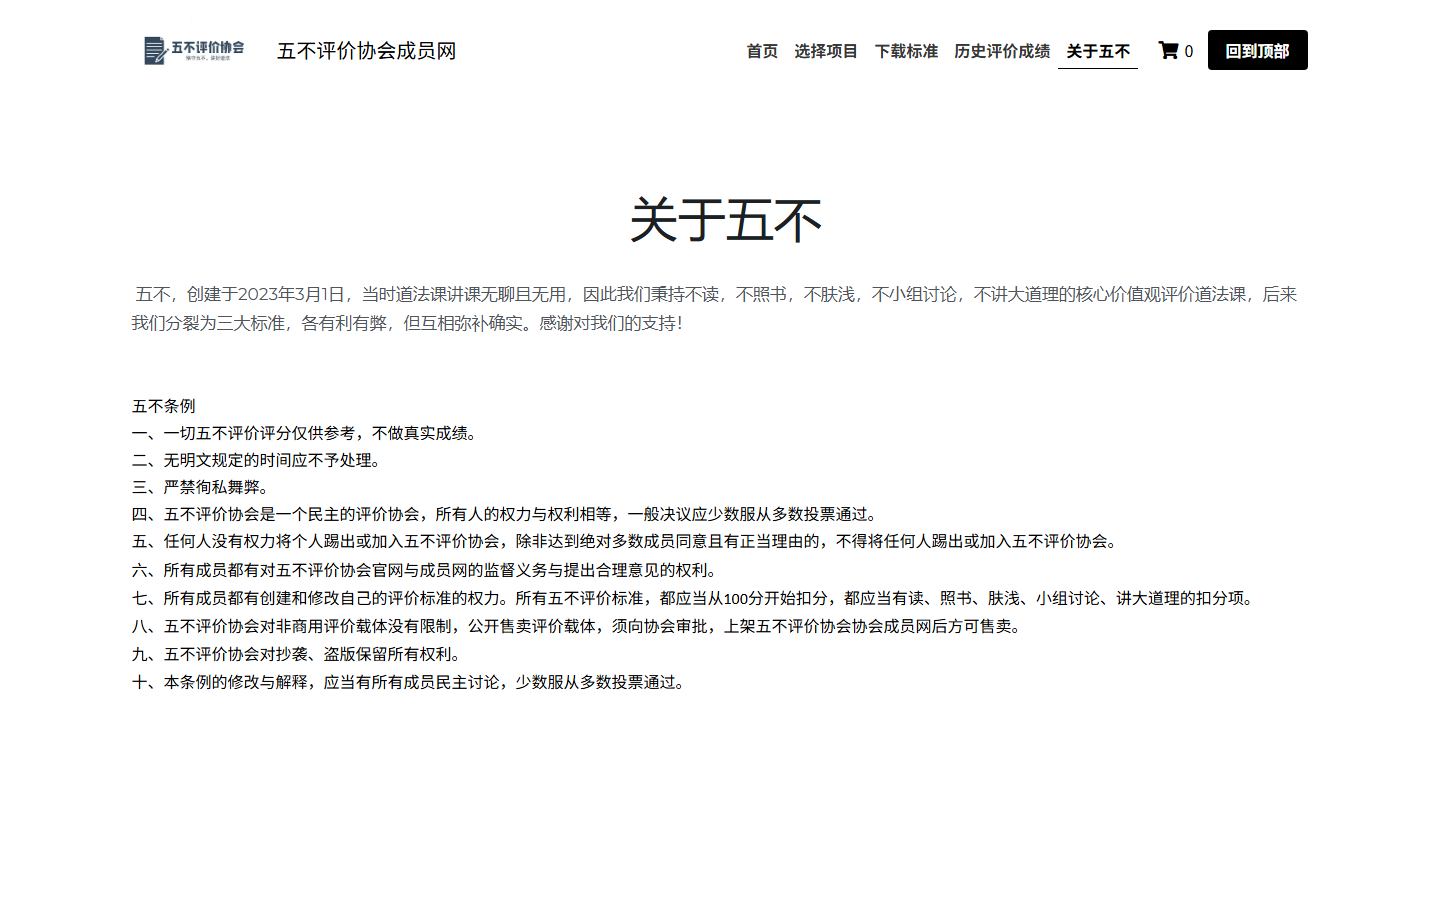 五不评价协会
五不评价协会成员网
首页
选择项目
下载标准
历史评价成绩
关于五不
0
回到顶部
关于五不
五不，创建于2023年3月1日，当时道法课讲课无聊且无用，因此我们秉持不读，不照书，不肤浅，不小组讨论，不讲大道理的核心价值观评价道法课，后来
我们分裂为三大标准，各有利有弊，但互相弥补确实。感谢对我们的支持！
五不条例
一、一切五不评价评分仅供参考，不做真实成绩。
二、无明文规定的时间应不予处理。
三、严禁徇私舞弊。
四、五不评价协会是一个民主的评价协会，所有人的权力与权利相等，一般决议应少数服从多数投票通过。
五、任何人没有权力将个人踢出或加入五不评价协会，除非达到绝对多数成员同意且有正当理由的，不得将任何人踢出或加入五不评价协会。
六、所有成员都有对五不评价协会官网与成员网的监督义务与提出合理意见的权利。
七、所有成员都有创建和修改自己的评价标准的权力。所有五不评价标准，都应当从100分开始扣分，都应当有读、照书、肤浅、小组讨论、讲大道理的扣分项。
八、五不评价协会对非商用评价载体没有限制，公开售卖评价载体，须向协会审批，上架五不评价协会协会成员网后方可售卖。
九、五不评价协会对抄袭、盗版保留所有权利。
十、本条例的修改与解释，应当有所有成员民主讨论，少数服从多数投票通过。